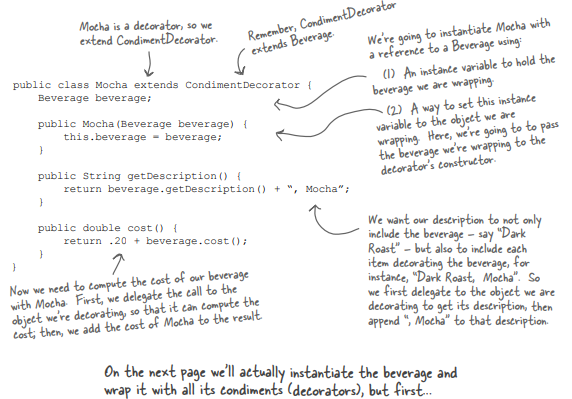 Mocha is a decorator, so we
extend CondimentDecorator.
Remember, CondimentDecorator
extends Beverage.
We're going to instantiate Mocha with
a reference to a Beverage using:
(1) An instance variable to hold the
beverage we are wrapping.
(2) A way to set this instance
variable to the object we are
wrapping. Here, we're going to to pass
the beverage we're wrapping to the
decorator's constructor.
public class Mocha extends CondimentDecorator {
    Beverage beverage;
    public Mocha(Beverage beverage) {
        this.beverage = beverage;
    }
    public String getDescription() {
        return beverage.getDescription() + “, Mocha”;
    }
    public double cost() {
        return .20 + beverage.cost();
    }
}
We want our description to not only
include the beverage – say “Dark
Roast” – but also to include each
item decorating the beverage, for
instance, “Dark Roast, Mocha”. So
we first delegate to the object we are
decorating to get its description, then
append “, Mocha” to that description.
Now we need to compute the cost of our beverage
with Mocha. First, we delegate the call to the
object we're decorating, so that it can compute the
cost; then, we add the cost of Mocha to the result.
On the next page we'll actually instantiate the beverage and
wrap it with all its condiments (decorators), but first...